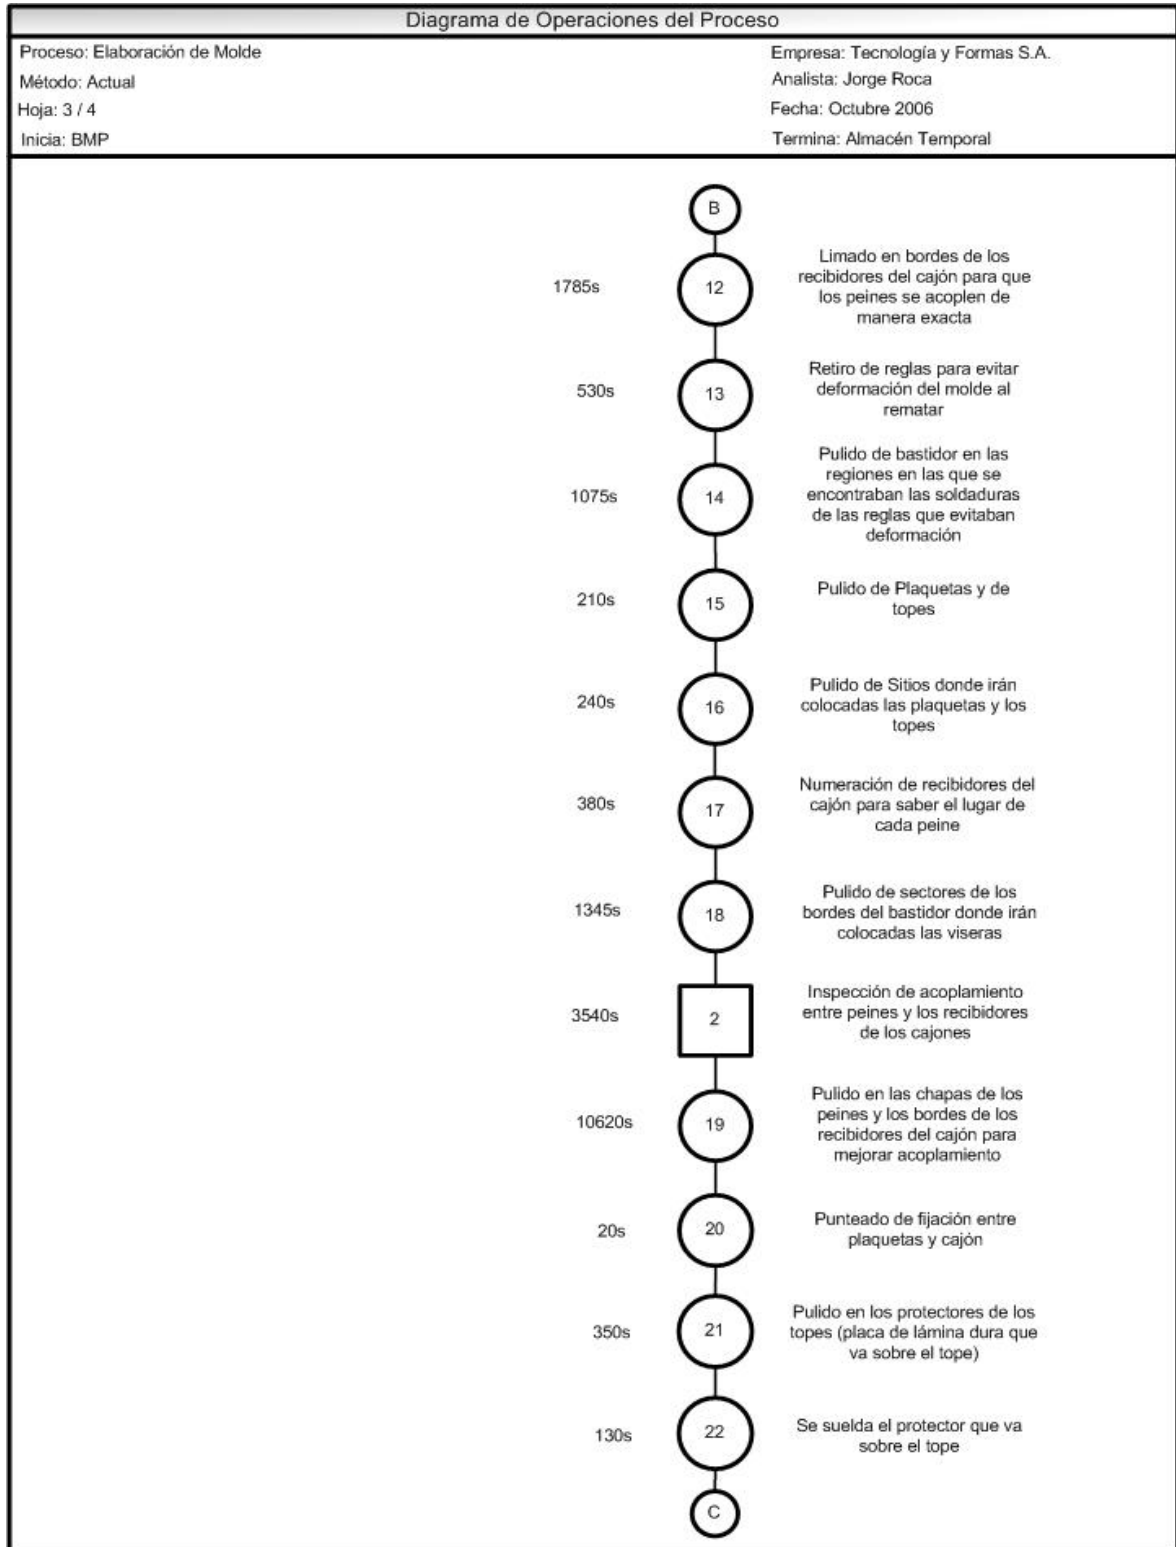 Diagrama de Operaciones del Proceso
Proceso: Elaboración de Molde
Empresa: Tecnología y Formas S.A.
Método: Actual
Analista: Jorge Roca
Hoja: 3 / 4
Fecha: Octubre 2006
Inicia: BMP
Termina: Almacén Temporal
B
1785s
12
Limado en bordes de los
recibidores del cajón para que
los peines se acoplen de
manera exacta
530s
13
Retiro de reglas para evitar
deformación del molde al
rematar
1075s
14
Pulido de bastidor en las
regiones en las que se
encontraban las soldaduras
de las reglas que evitaban
deformación
210s
15
Pulido de Plaquetas y de
topes
240s
16
Pulido de Sitios donde irán
colocadas las plaquetas y los
topes
380s
17
Numeración de recibidores del
cajón para saber el lugar de
cada peine
1345s
18
Pulido de sectores de los
bordes del bastidor donde irán
colocadas las viseras
3540s
2
Inspección de acoplamiento
entre peines y los recibidores
de los cajones
10620s
19
Pulido en las chapas de los
peines y los bordes de los
recibidores del cajón para
mejorar acoplamiento
20s
20
Punteado de fijación entre
plaquetas y cajón
350s
21
Pulido en los protectores de los
topes (placa de lámina dura que
va sobre el tope)
130s
22
Se suelda el protector que va
sobre el tope
C